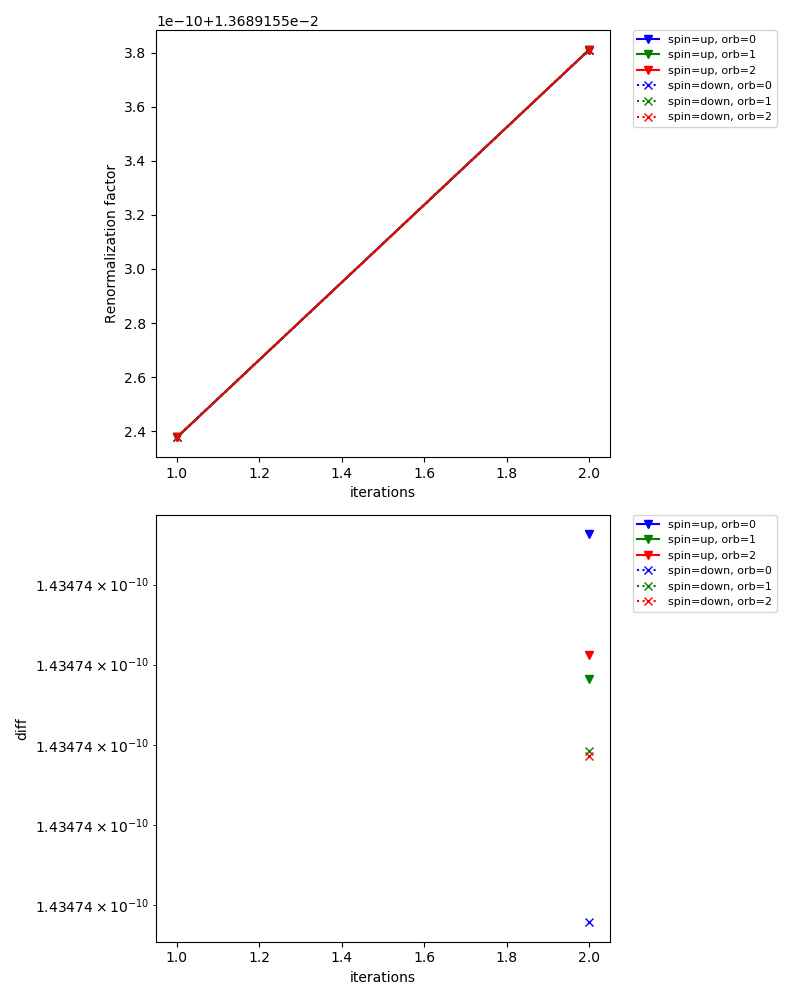 1e−10+1.3689155e−2
3.8
3.6
3.4
3.2
3.0
2.8
2.6
2.4
Renormalization factor
1.0 1.2 1.4 1.6 1.8 2.0
iterations
spin=up, orb=0
spin=up, orb=1
spin=up, orb=2
spin=down, orb=0
spin=down, orb=1
spin=down, orb=2
1.43474 × 10⁻¹⁰
1.43474 × 10⁻¹⁰
1.43474 × 10⁻¹⁰
1.43474 × 10⁻¹⁰
1.43474 × 10⁻¹⁰
diff
1.0 1.2 1.4 1.6 1.8 2.0
iterations
spin=up, orb=0
spin=up, orb=1
spin=up, orb=2
spin=down, orb=0
spin=down, orb=1
spin=down, orb=2